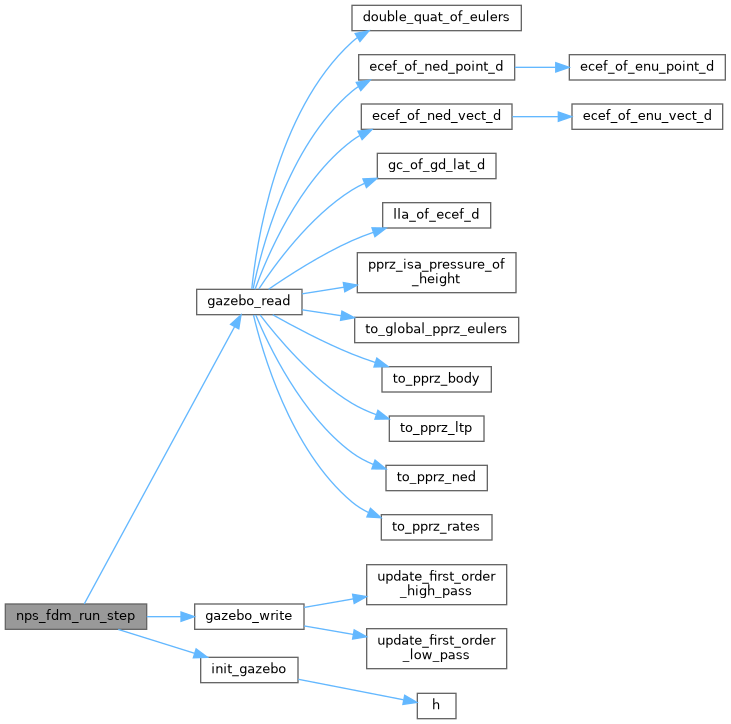 double_quat_of_eulers
ecef_of_ned_point_d
ecef_of_enu_point_d
ecef_of_ned_vect_d
ecef_of_enu_vect_d
gc_of_gd_lat_d
lla_of_ecef_d
pprz_isa_pressure_of
_height
gazebo_read
to_global_pprz_eulers
to_pprz_body
to_pprz_ltp
to_pprz_ned
to_pprz_rates
update_first_order
_high_pass
nps_fdm_run_step
gazebo_write
update_first_order
_low_pass
init_gazebo
h